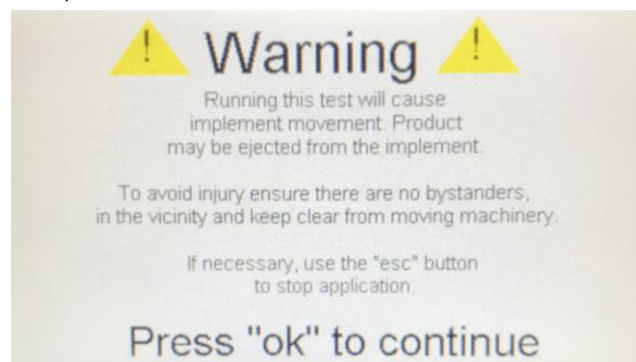 Warning
Running this test will cause
implement movement. Product
may be ejected from the implement.
To avoid injury ensure there are no bystanders,
in the vicinity and keep clear from moving machinery.
If necessary, use the "esc" button
to stop application.
Press "ok" to continue